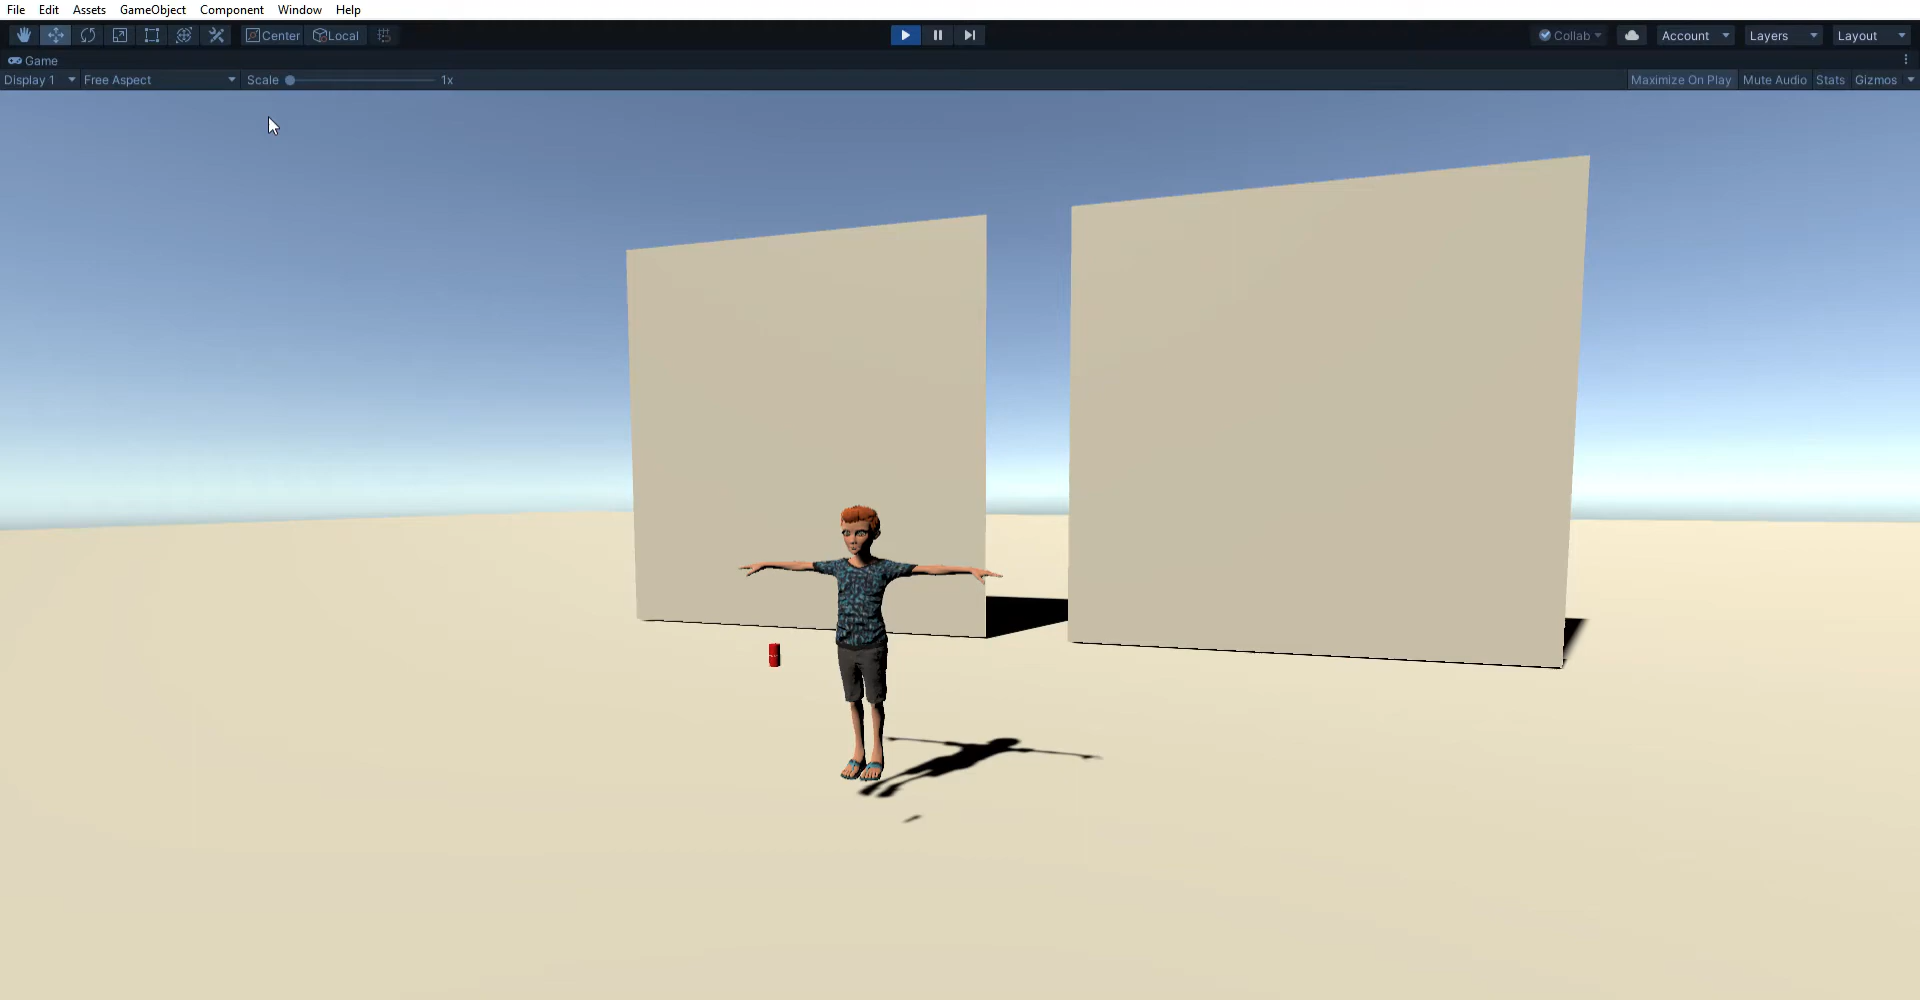 File Edit Assets GameObject Component Window Help
Center Local Collab Account Layers Layout
Game
Display 1 Free Aspect Scale 1x Maximize On Play Mute Audio Stats Gizmos